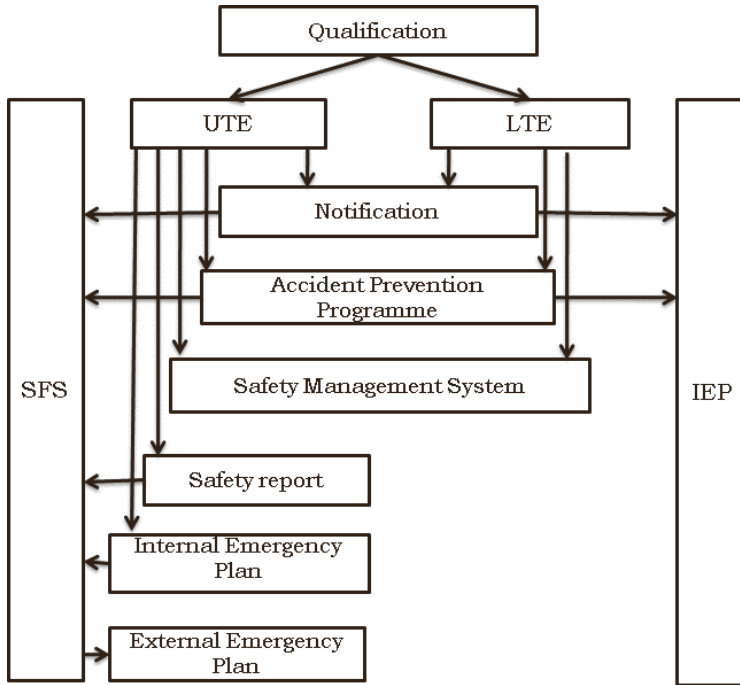 Qualification
UTE
LTE
Notification
Accident Prevention
Programme
SFS
Safety Management System
IEP
Safety report
Internal Emergency
Plan
External Emergency
Plan